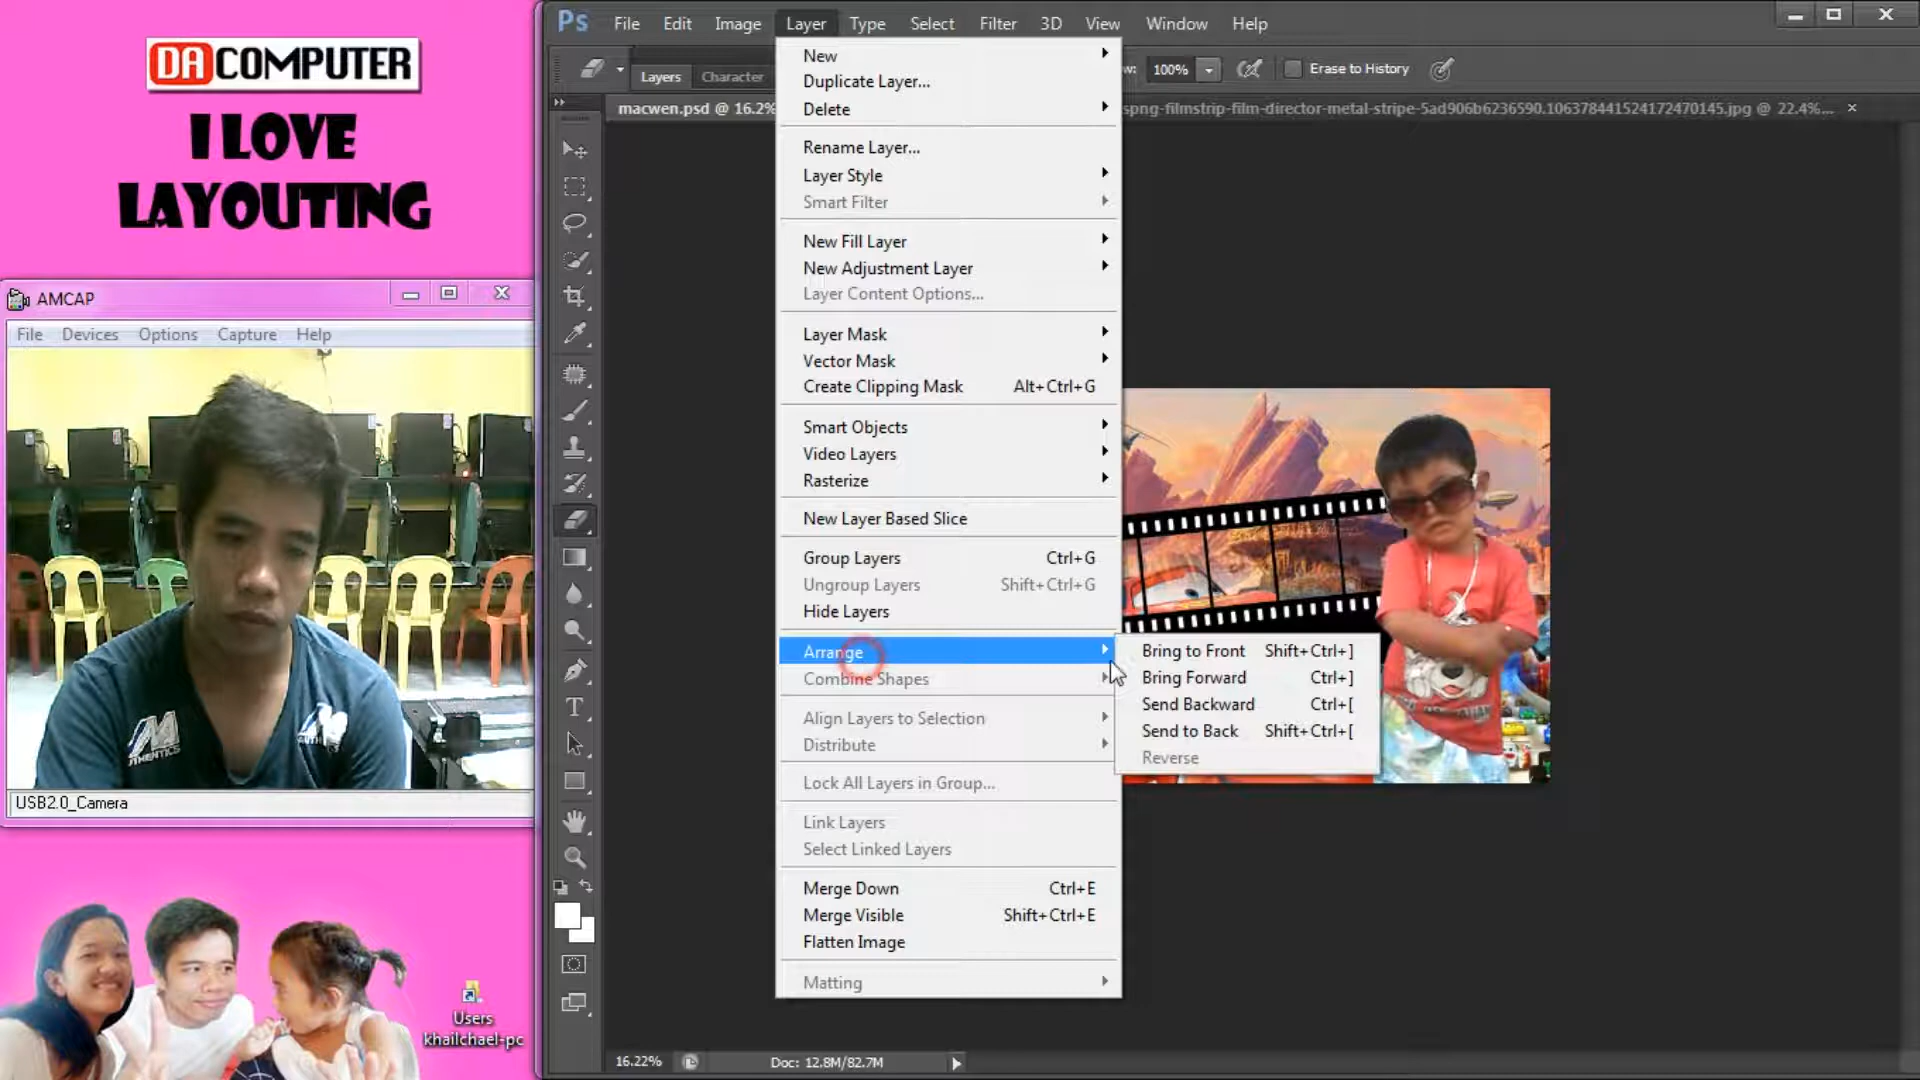 DA COMPUTER
I LOVE
LAYOUTING
AMCAP
File Devices Options Capture Help
USB2.0_Camera
Users
khailchael-pc
Ps File Edit Image Layer Type Select Filter 3D View Window Help
Layers Character
100% Erase to History
macwen.psd @ 16.2%
spng-filmstrip-film-director-metal-stripe-5ad906b6236590.106378441524172470145.jpg @ 22.4%...
New
Duplicate Layer...
Delete
Rename Layer...
Layer Style
Smart Filter
New Fill Layer
New Adjustment Layer
Layer Content Options...
Layer Mask
Vector Mask
Create Clipping Mask Alt+Ctrl+G
Smart Objects
Video Layers
Rasterize
New Layer Based Slice
Group Layers Ctrl+G
Ungroup Layers Shift+Ctrl+G
Hide Layers
Arrange
Combine Shapes
Align Layers to Selection
Distribute
Lock All Layers in Group...
Link Layers
Select Linked Layers
Merge Down Ctrl+E
Merge Visible Shift+Ctrl+E
Flatten Image
Matting
Bring to Front Shift+Ctrl+]
Bring Forward Ctrl+]
Send Backward Ctrl+[
Send to Back Shift+Ctrl+[
Reverse
16.22% Doc: 12.8M/82.7M